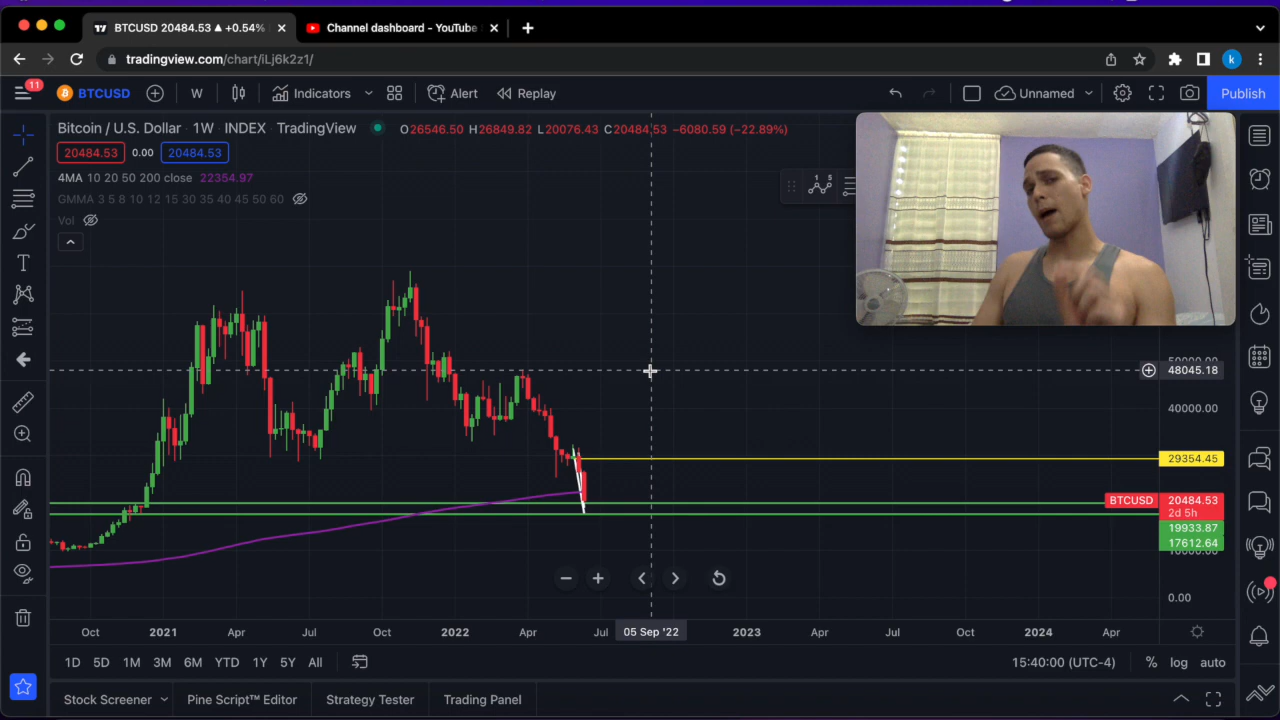 BTCUSD 20484.53 ▲ +0.54%
Channel dashboard - YouTube
tradingview.com/chart/iLj6k2z1/
k
11
BTCUSD
W
Indicators
Alert
Replay
Unnamed
Publish
Bitcoin / U.S. Dollar · 1W · INDEX · TradingView
O26546.50 H26849.82 L20076.43 C20484.53 −6080.59 (−22.89%)
20484.53 0.00 20484.53
4MA 10 20 50 200 close 22354.97
GMMA 3 5 8 10 12 15 30 35 40 45 50 60
Vol
50000.00
48045.18
40000.00
29354.45
BTCUSD 20484.53
2d 5h
19933.87
17612.64
10000.00
0.00
Oct 2021 Apr Jul Oct 2022 Apr Jul 05 Sep '22 2023 Apr Jul Oct 2024 Apr
1D 5D 1M 3M 6M YTD 1Y 5Y All
15:40:00 (UTC-4) % log auto
Stock Screener Pine Script™ Editor Strategy Tester Trading Panel